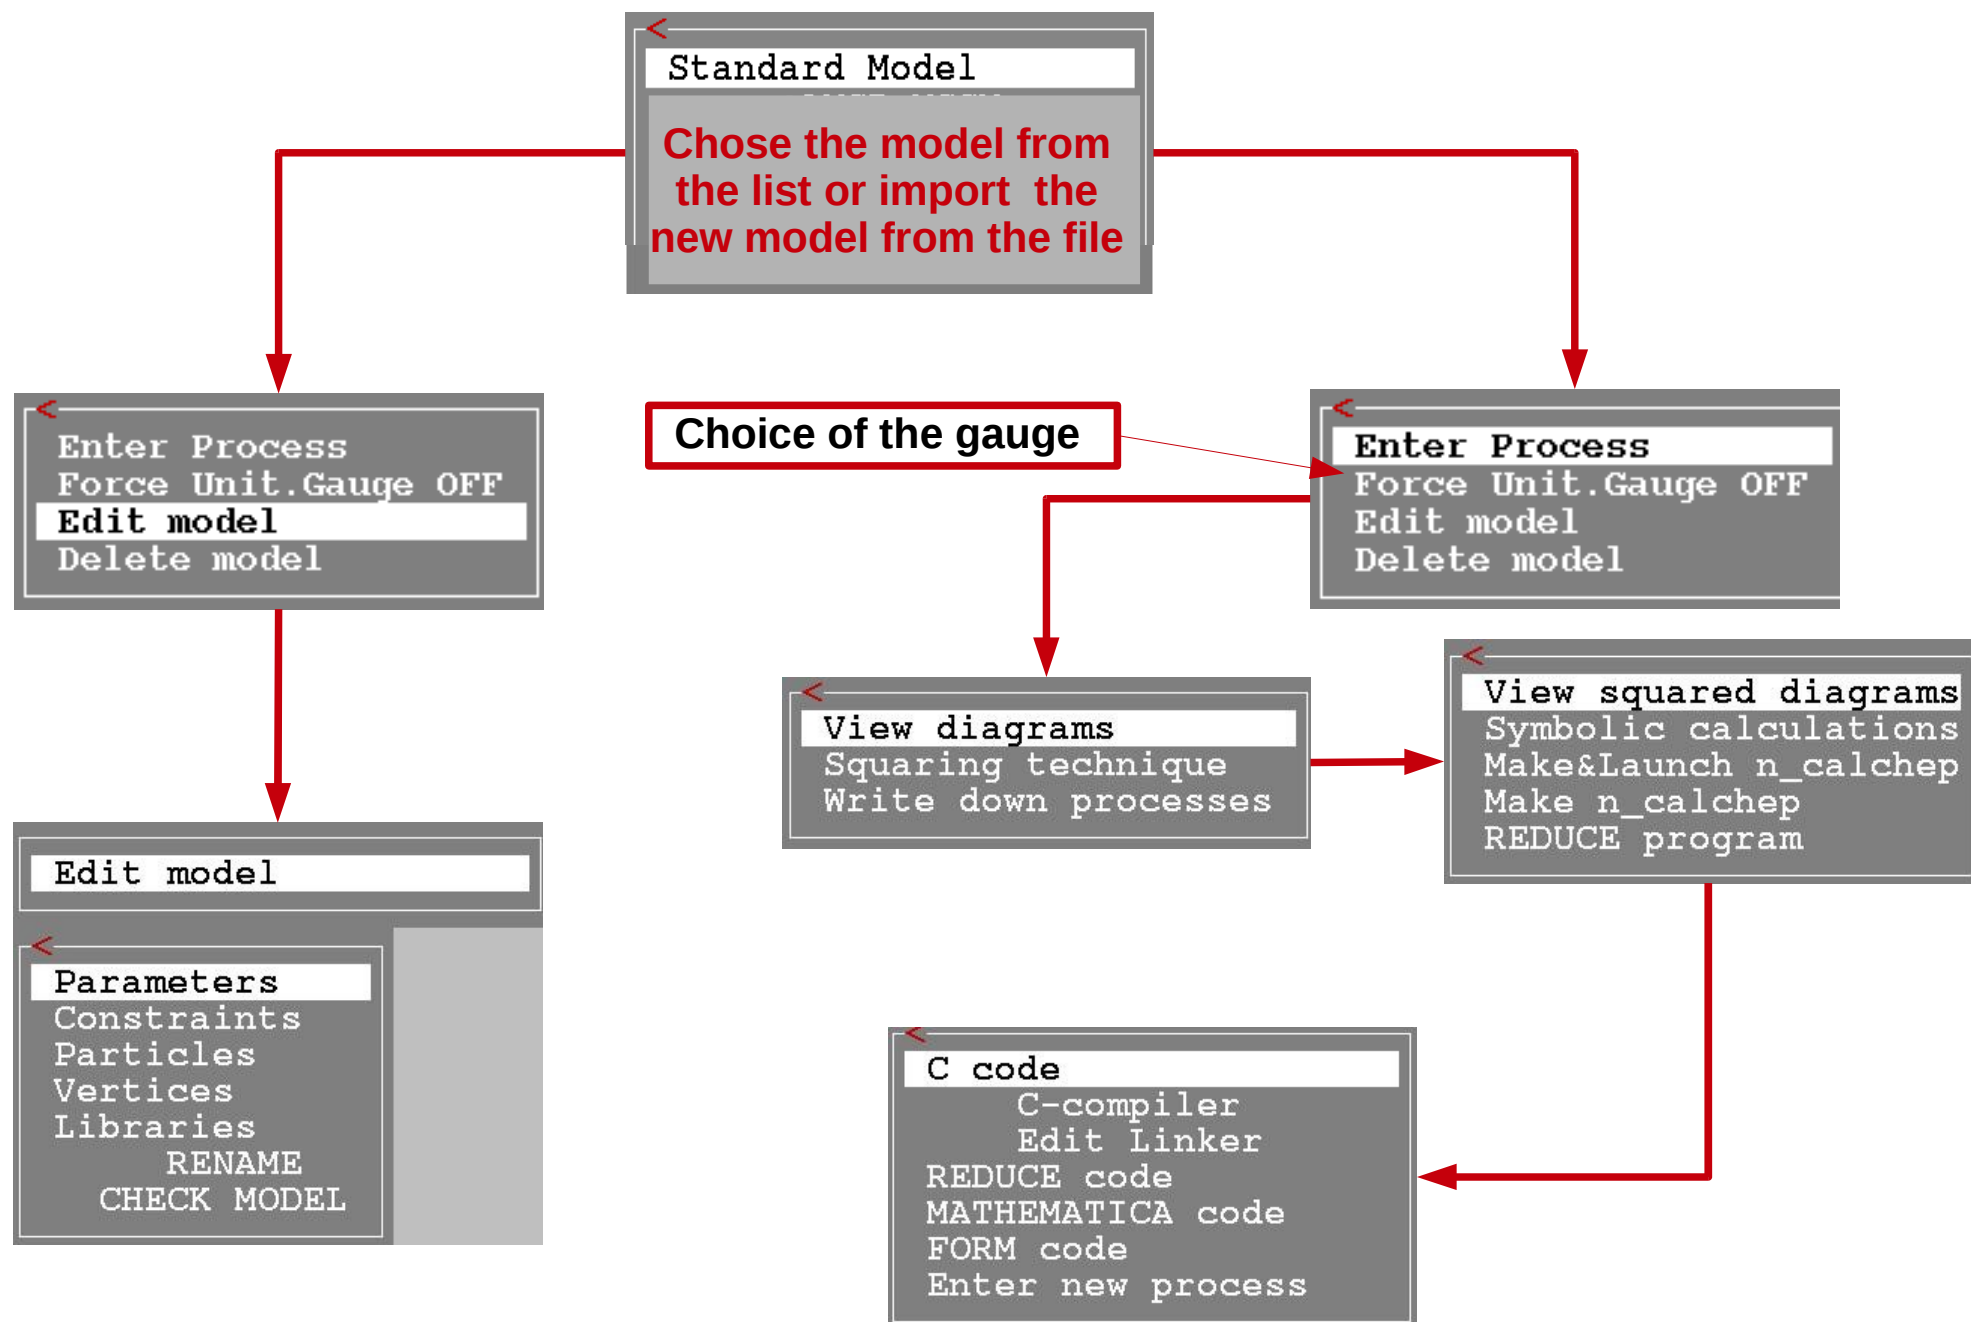 Standard Model
Chose the model from
the list or import the
new model from the file
Enter Process
Force Unit.Gauge OFF
Edit model
Delete model
Choice of the gauge
Enter Process
Force Unit.Gauge OFF
Edit model
Delete model
View diagrams
Squaring technique
Write down processes
View squared diagrams
Symbolic calculations
Make&Launch n_calchep
Make n_calchep
REDUCE program
Edit model
Parameters
Constraints
Particles
Vertices
Libraries
RENAME
CHECK MODEL
C code
C-compiler
Edit Linker
REDUCE code
MATHEMATICA code
FORM code
Enter new process